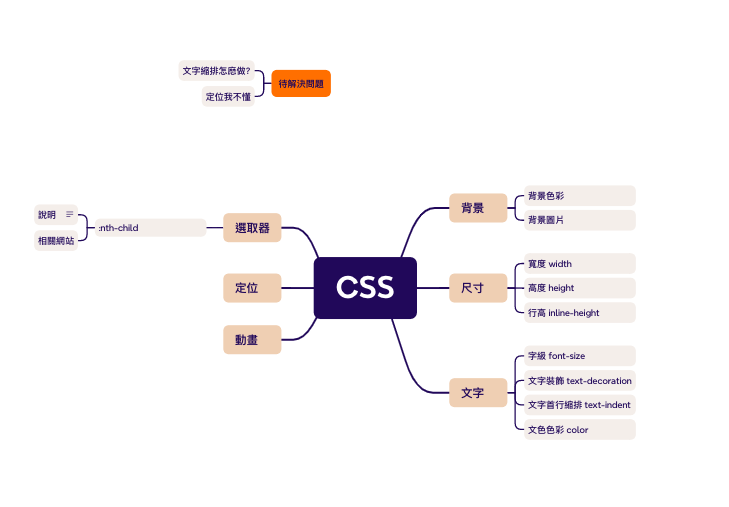 文字縮排怎麼做?
定位我不懂
待解決問題
說明
相關網站
:nth-child
選取器
定位
動畫
CSS
背景
背景色彩
背景圖片
尺寸
寬度 width
高度 height
行高 inline-height
文字
字級 font-size
文字裝飾 text-decoration
文字首行縮排 text-indent
文色色彩 color